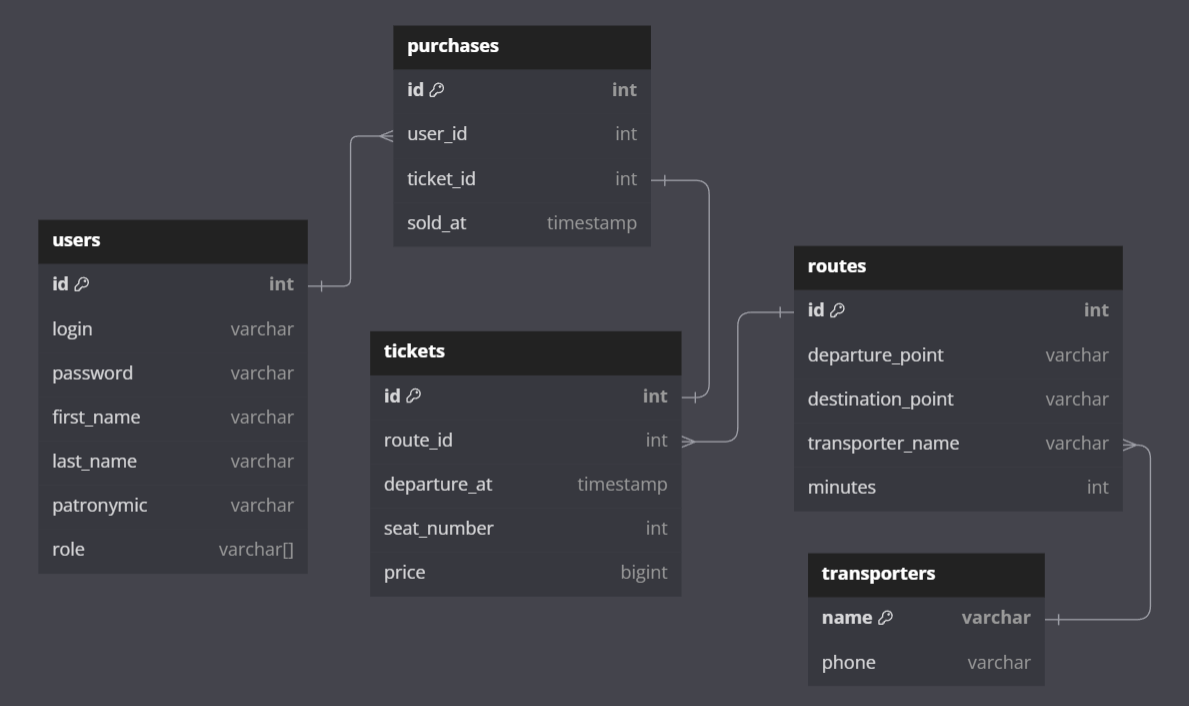 purchases
id int
user_id int
ticket_id int
sold_at timestamp
users
id int
login varchar
password varchar
first_name varchar
last_name varchar
patronymic varchar
role varchar[]
tickets
id int
route_id int
departure_at timestamp
seat_number int
price bigint
routes
id int
departure_point varchar
destination_point varchar
transporter_name varchar
minutes int
transporters
name varchar
phone varchar